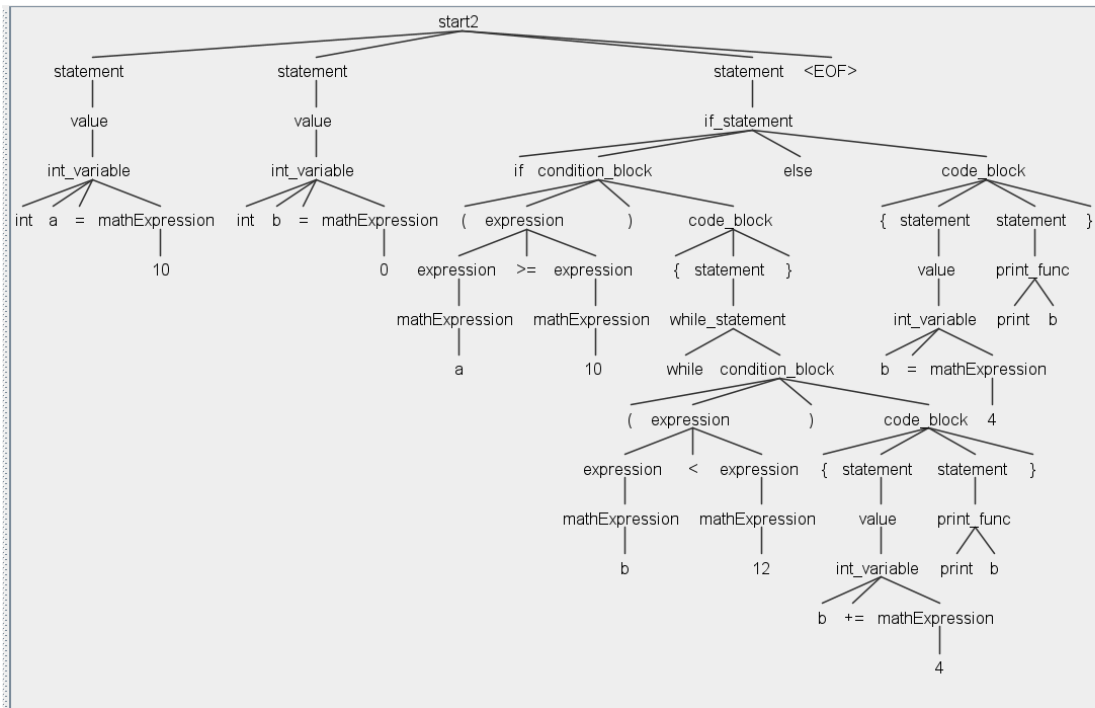 start2
statement statement statement <EOF>
value value if_statement
int_variable int_variable if condition_block else code_block
int a = mathExpression int b = mathExpression ( expression ) code_block { statement statement }
10 0 expression >= expression { statement } value print_func
mathExpression mathExpression while_statement int_variable print b
a 10 while condition_block b = mathExpression
( expression ) code_block 4
expression < expression { statement statement }
mathExpression mathExpression value print_func
b 12 int_variable print b
b += mathExpression
4